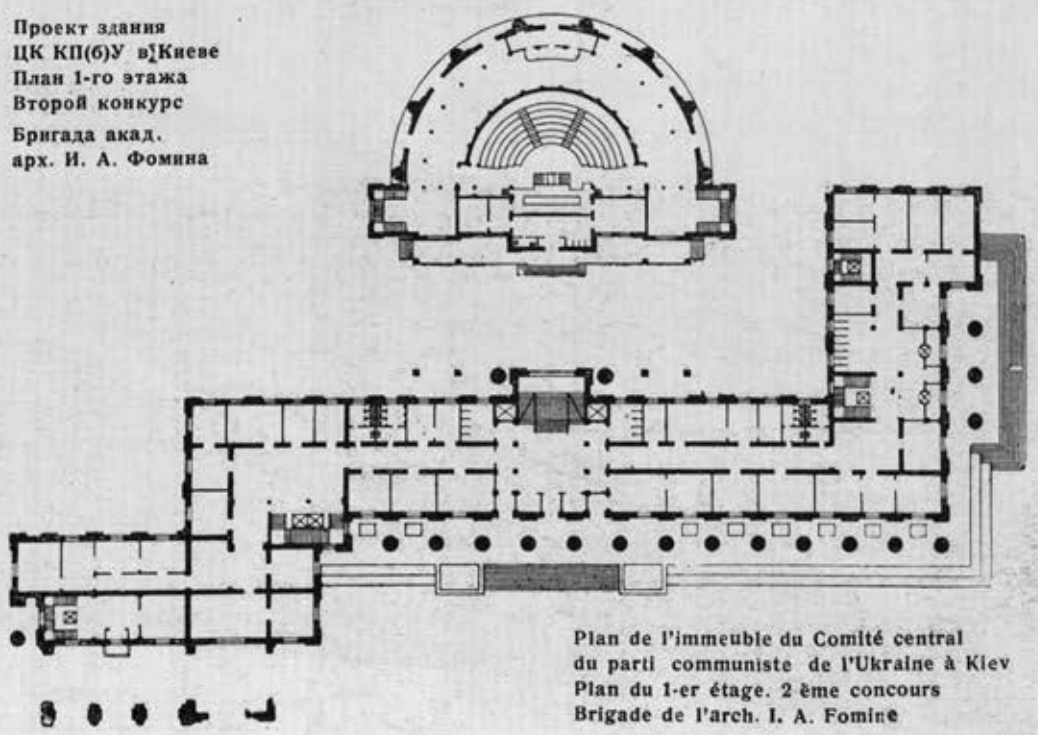 Проект здания
ЦК КП(б)У в Киеве
План 1-го этажа
Второй конкурс
Бригада акад.
арх. И. А. Фомина
Plan de l'immeuble du Comité central
du parti communiste de l'Ukraine à Kiev
Plan du 1-er étage. 2 ème concours
Brigade de l'arch. I. A. Fomine